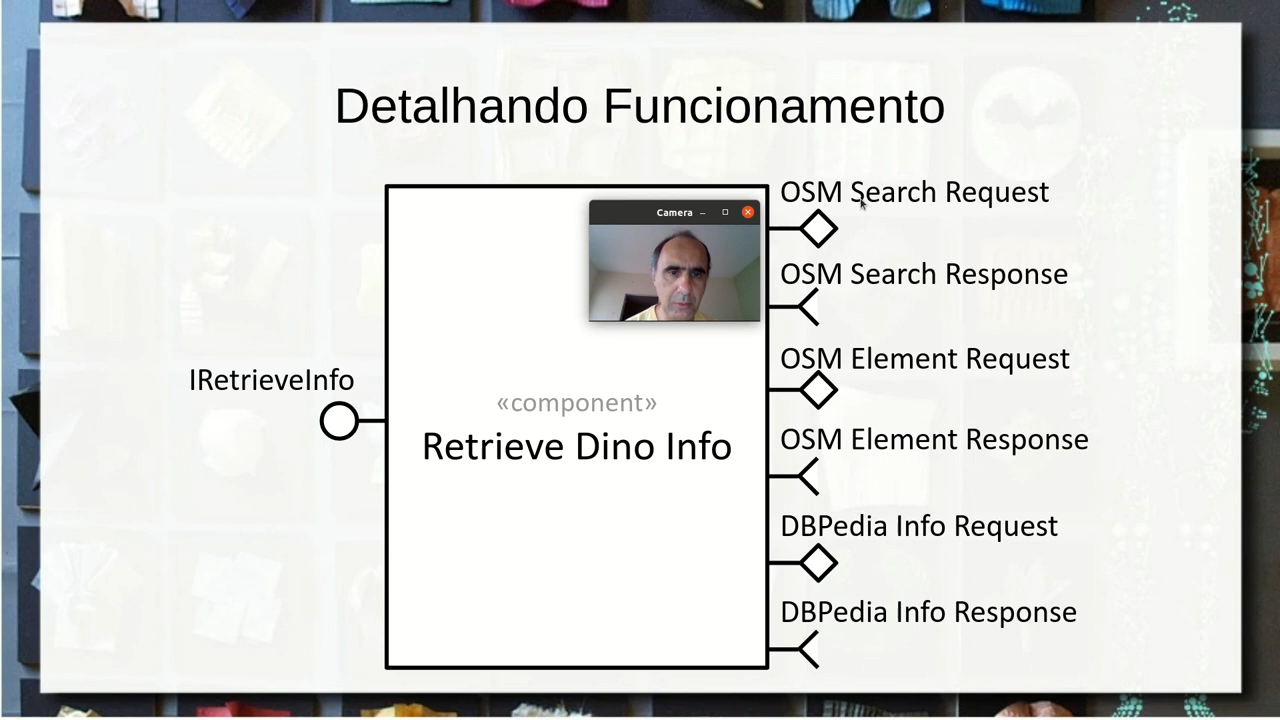 Detalhando Funcionamento
OSM Search Request
Camera
OSM Search Response
OSM Element Request
IRetrieveInfo
«component»
Retrieve Dino Info
OSM Element Response
DBPedia Info Request
DBPedia Info Response